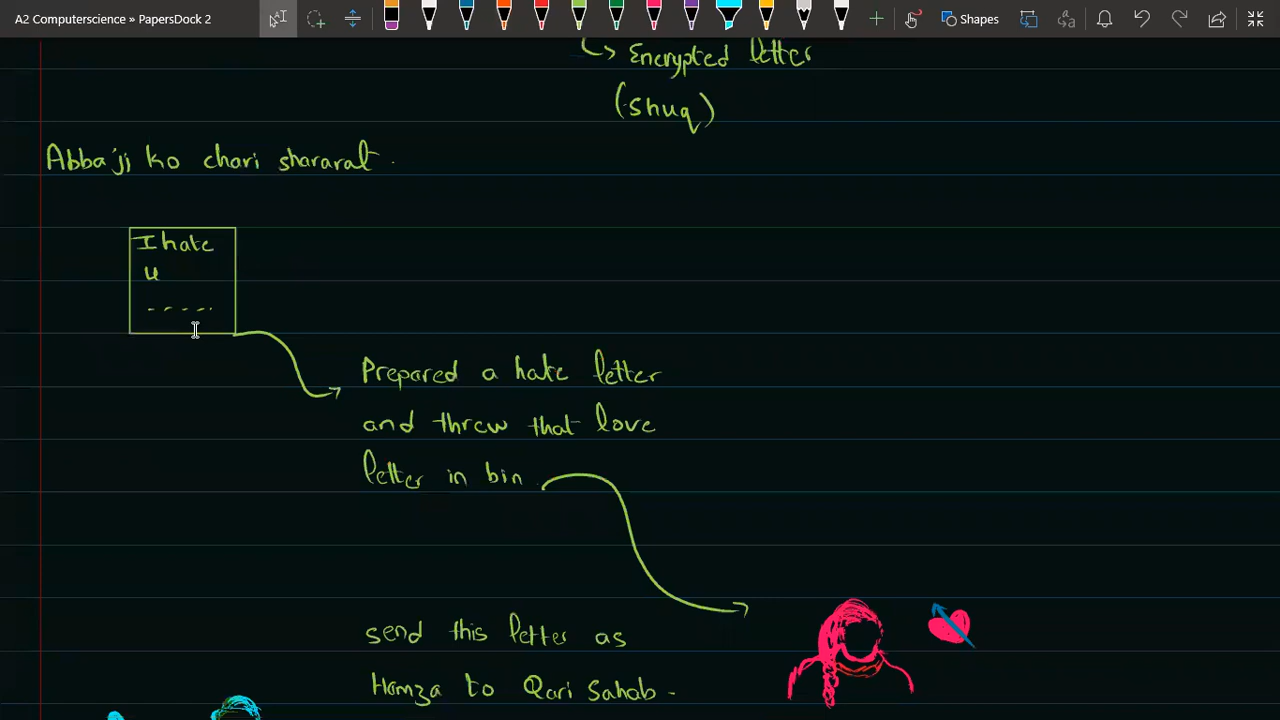 A2 Computerscience » PapersDock 2
Shapes
Encrypted letter
(Shuq)
Abba'ji ko chari shararat.
I hate
u
Prepared a hate letter
and threw that love
letter in bin
send this letter as
Hamza to Qari Sahab -